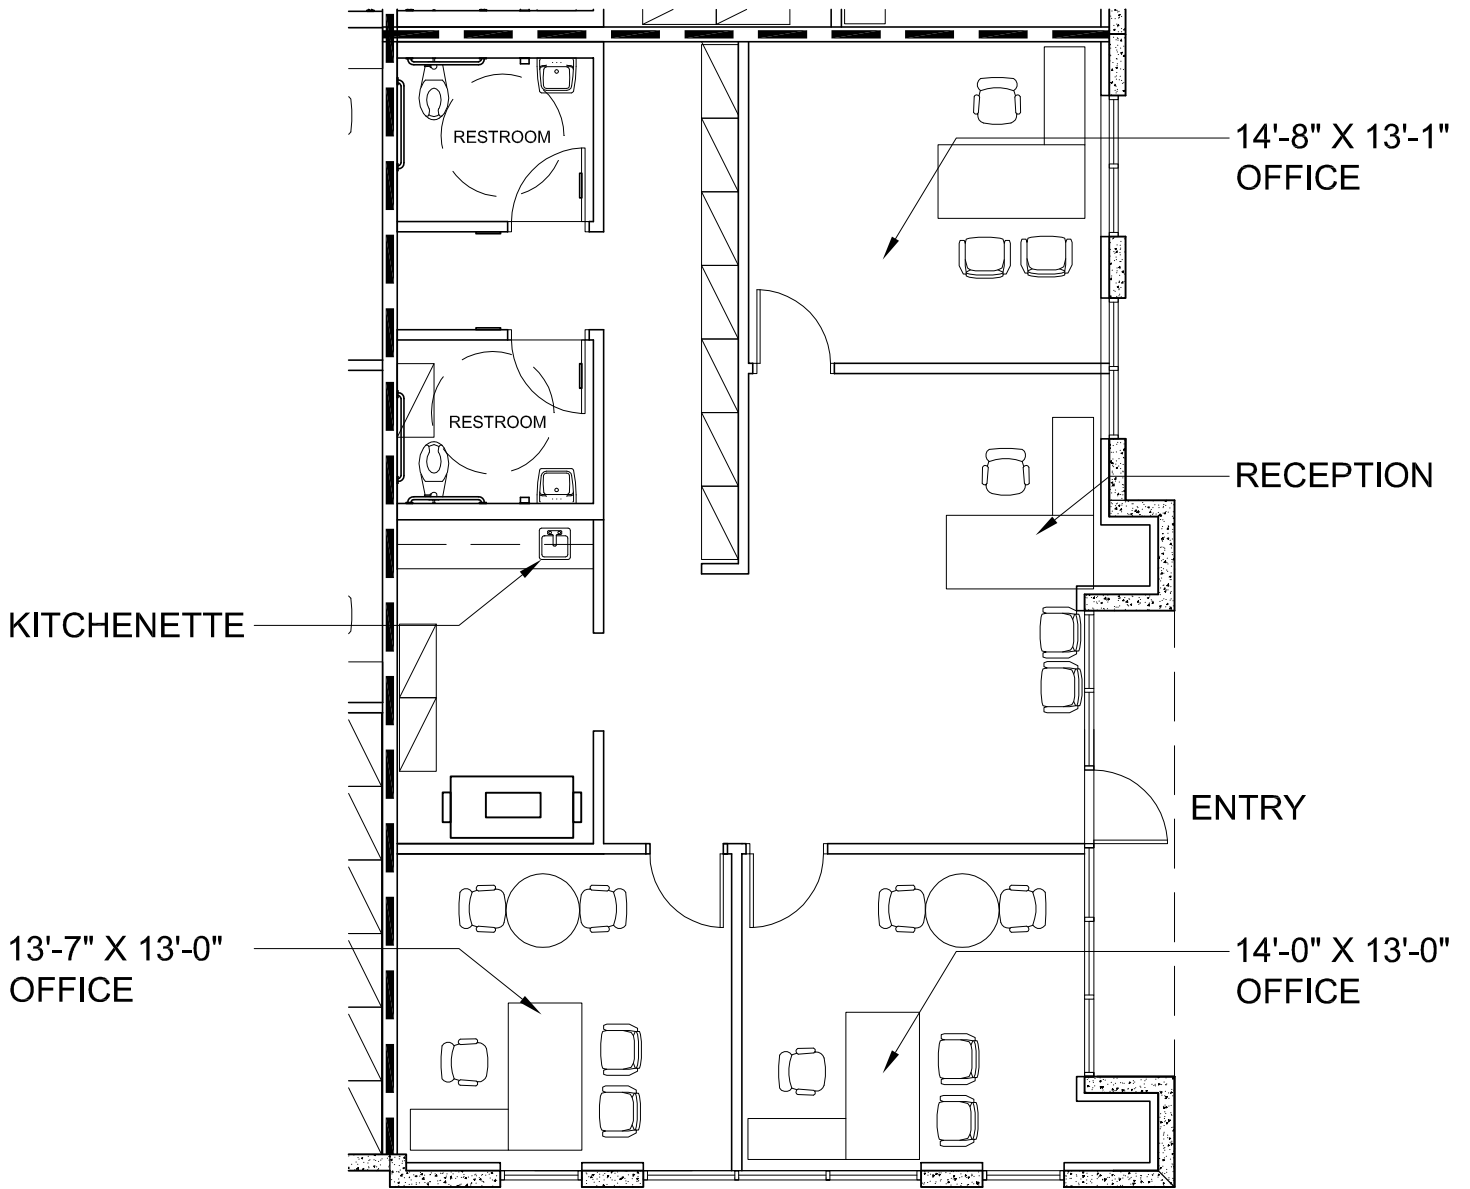 RESTROOM
14'-8" X 13'-1"
OFFICE
RESTROOM
RECEPTION
KITCHENETTE
ENTRY
13'-7" X 13'-0"
OFFICE
14'-0" X 13'-0"
OFFICE